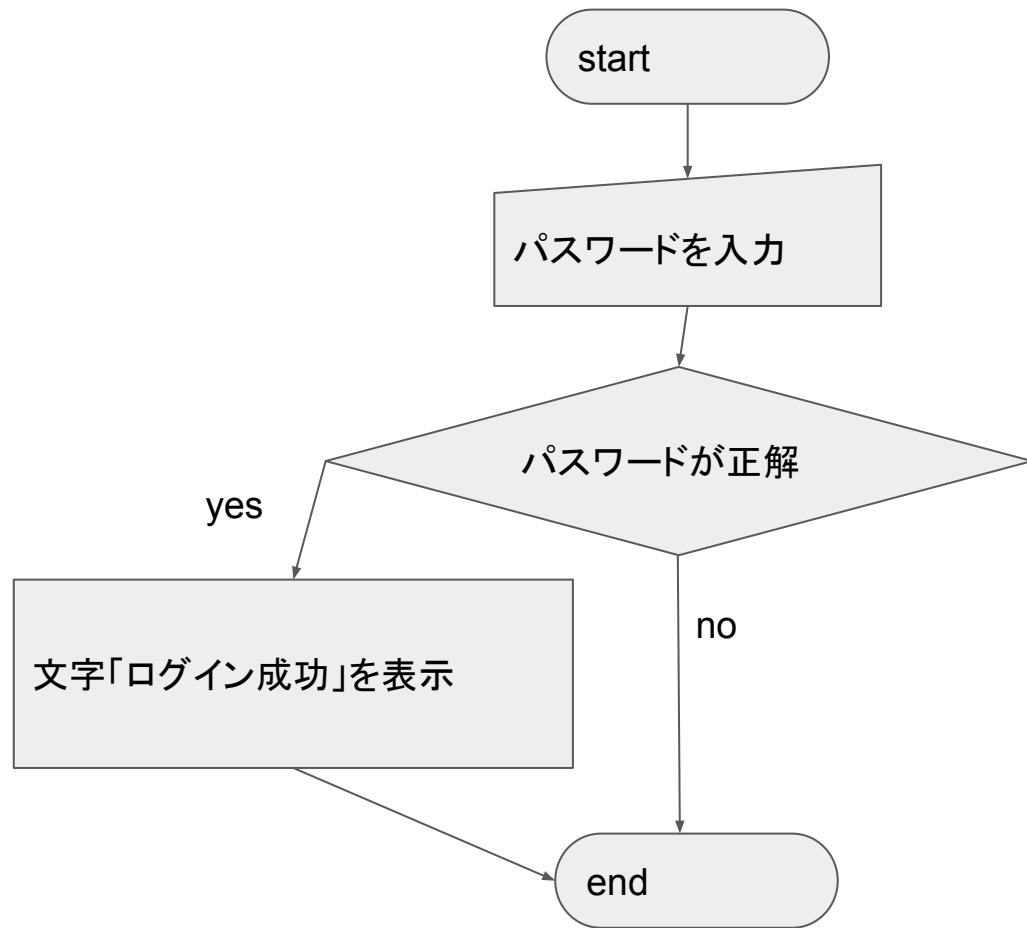 start
パスワードを入力
パスワードが正解
yes
no
文字「ログイン成功」を表示
end